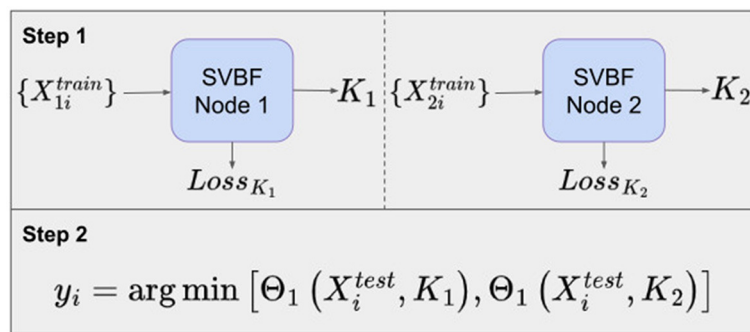 Step 1
{X_{1i}^{train}} SVBF Node 1 K_1
Loss_{K_1}
{X_{2i}^{train}} SVBF Node 2 K_2
Loss_{K_2}
Step 2
y_i = arg min [Θ_1 (X_i^{test}, K_1), Θ_1 (X_i^{test}, K_2)]